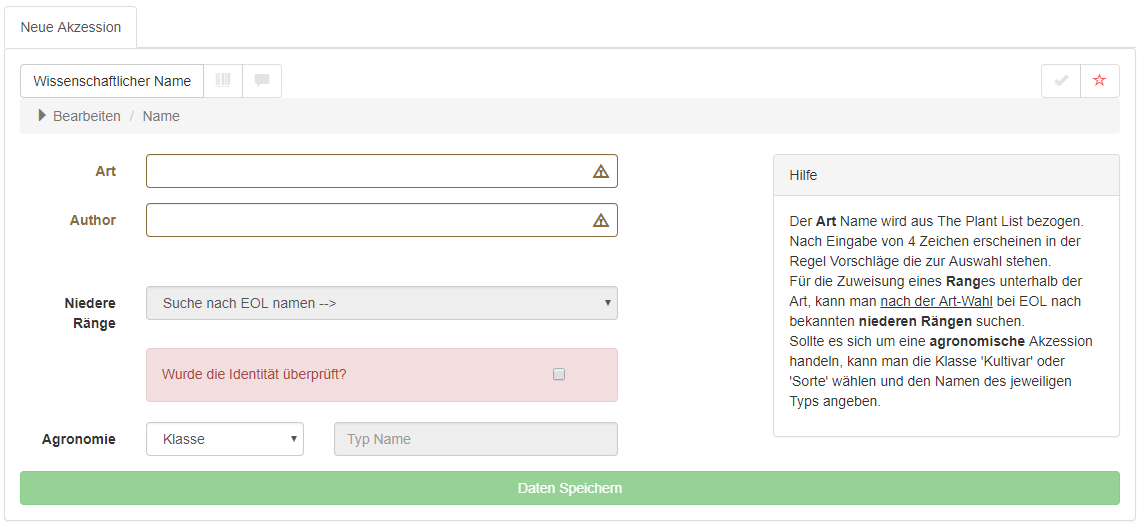 Neue Akzession
Wissenschaftlicher Name
Bearbeiten / Name
Art
Author
Niedere
Ränge
Suche nach EOL namen -->
Wurde die Identität überprüft?
Agronomie
Klasse
Typ Name
Hilfe
Der Art Name wird aus The Plant List bezogen.
Nach Eingabe von 4 Zeichen erscheinen in der
Regel Vorschläge die zur Auswahl stehen.
Für die Zuweisung eines Ranges unterhalb der
Art, kann man nach der Art-Wahl bei EOL nach
bekannten niederen Rängen suchen.
Sollte es sich um eine agronomische Akzession
handeln, kann man die Klasse 'Kultivar' oder
'Sorte' wählen und den Namen des jeweiligen
Typs angeben.
Daten Speichern